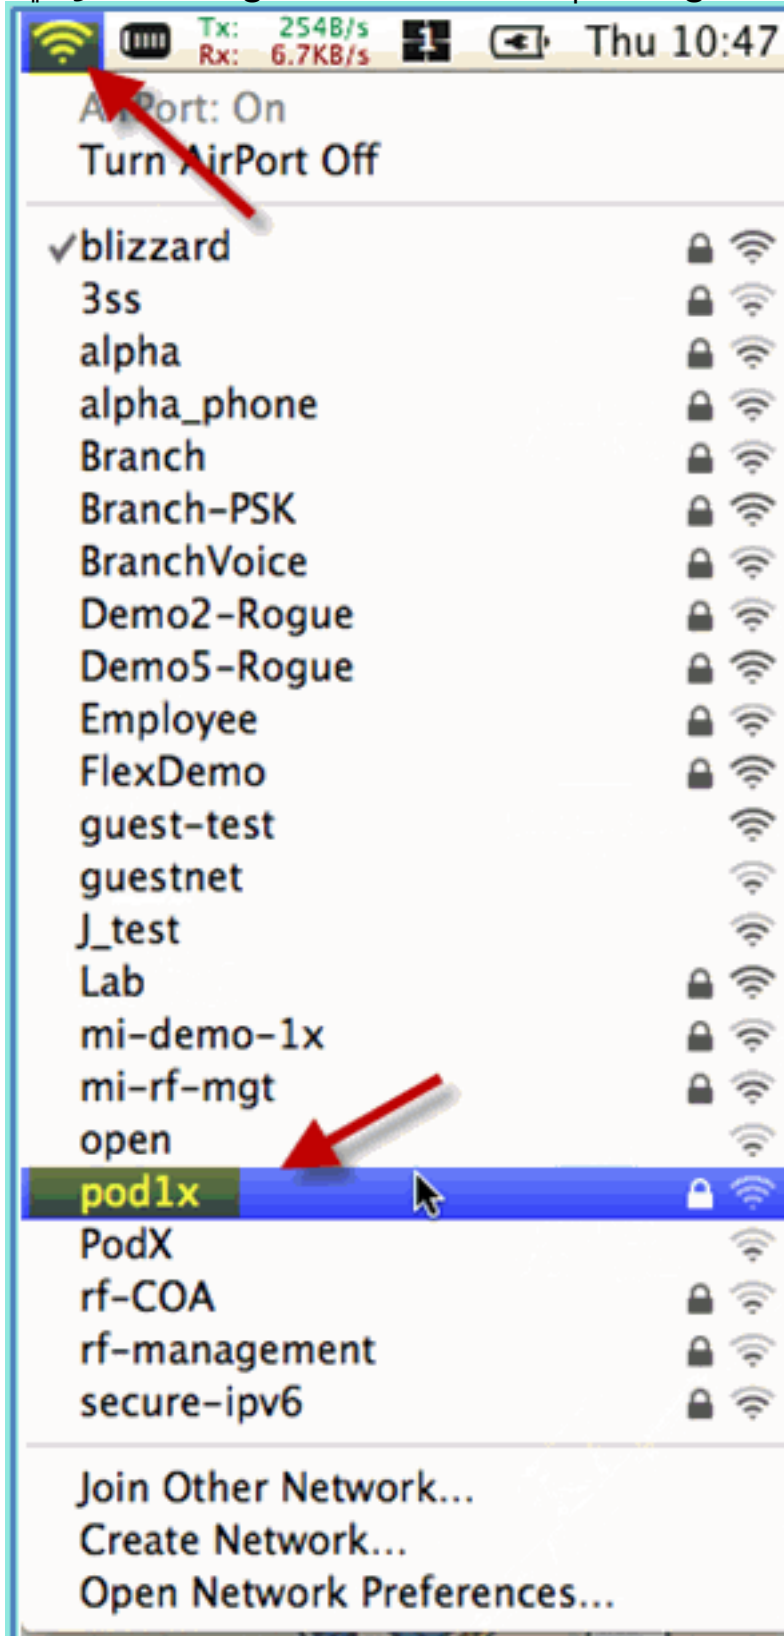 Tx: 254B/s
Rx: 6.7KB/s
1
Thu 10:47
AirPort: On
Turn AirPort Off
blizzard
3ss
alpha
alpha_phone
Branch
Branch-PSK
BranchVoice
Demo2-Rogue
Demo5-Rogue
Employee
FlexDemo
guest-test
guestnet
J_test
Lab
mi-demo-1x
mi-rf-mgt
open
pod1x
PodX
rf-COA
rf-management
secure-ipv6
Join Other Network...
Create Network...
Open Network Preferences...